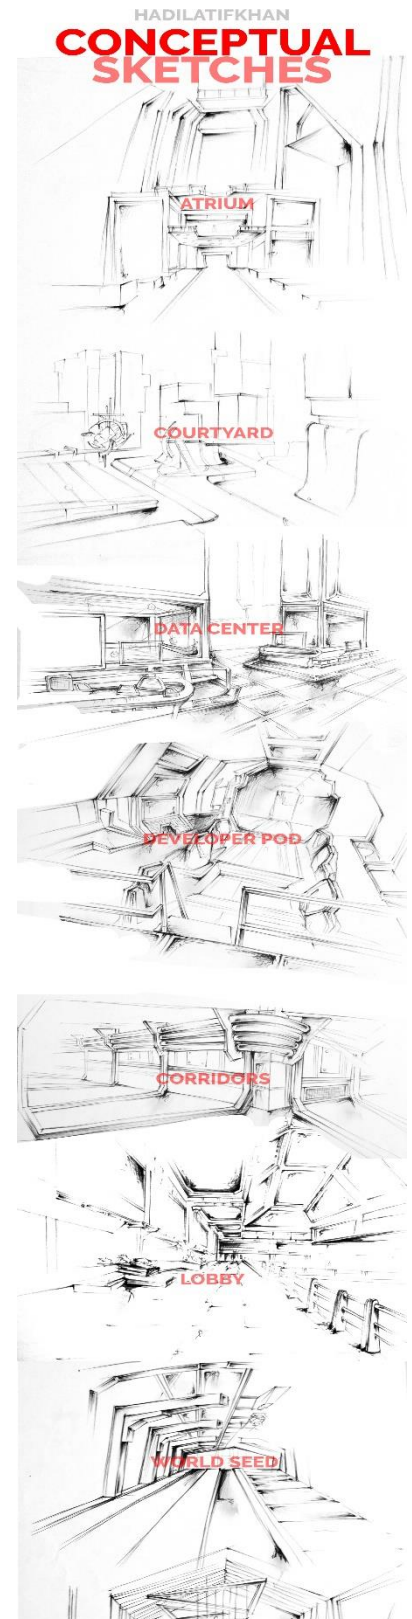 HADILATIFKHAN
CONCEPTUAL
SKETCHES
ATRIUM
COURTYARD
DATA CENTER
DEVELOPER POD
CORRIDORS
LOBBY
WORLD SEED